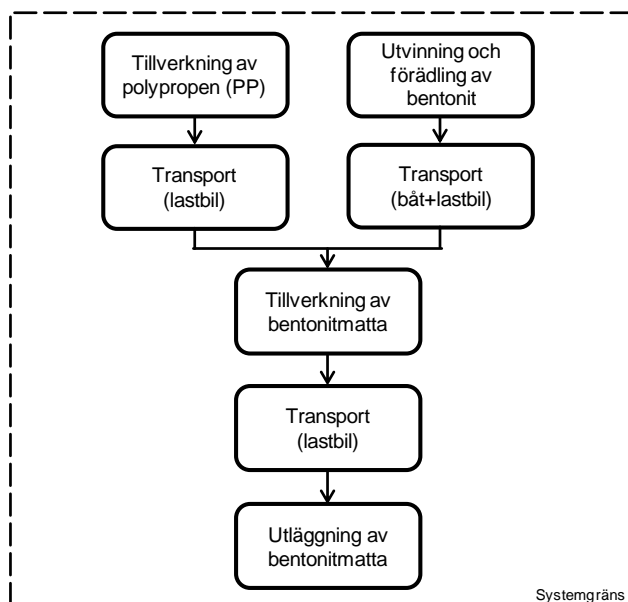 Tillverkning av
polypropen (PP)
Utvinning och
förädling av
bentonit
Transport
(lastbil)
Transport
(båt+lastbil)
Tillverkning av
bentonitmatta
Transport
(lastbil)
Utläggning av
bentonitmatta
Systemgräns